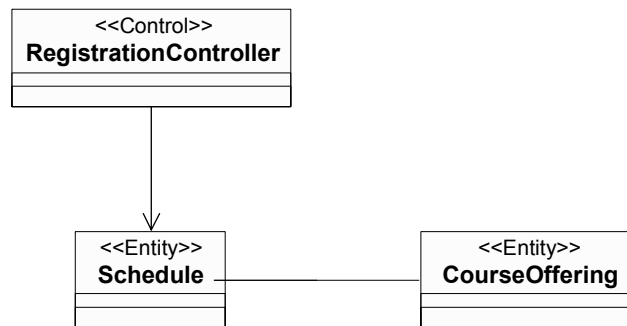 <<Control>>
RegistrationController
<<Entity>>
Schedule
<<Entity>>
CourseOffering